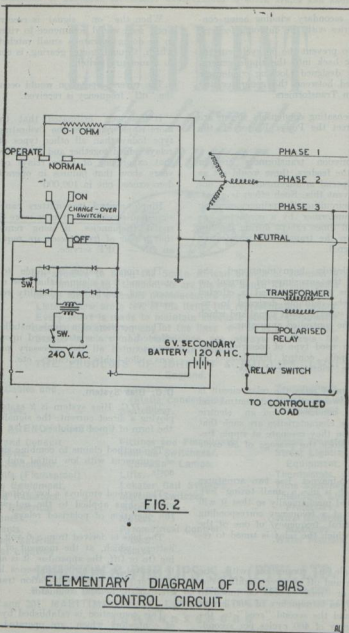 0·1 OHM
OPERATE
NORMAL
ON
CHANGE-OVER
SWITCH.
OFF
SW.
SW.
240 V. A.C.
6 V. SECONDARY
BATTERY 120 A H C.
PHASE 1
PHASE 2
PHASE 3
NEUTRAL
TRANSFORMER
POLARISED
RELAY
RELAY SWITCH
TO CONTROLLED
LOAD
− +
FIG. 2
ELEMENTARY DIAGRAM OF D.C. BIAS
CONTROL CIRCUIT